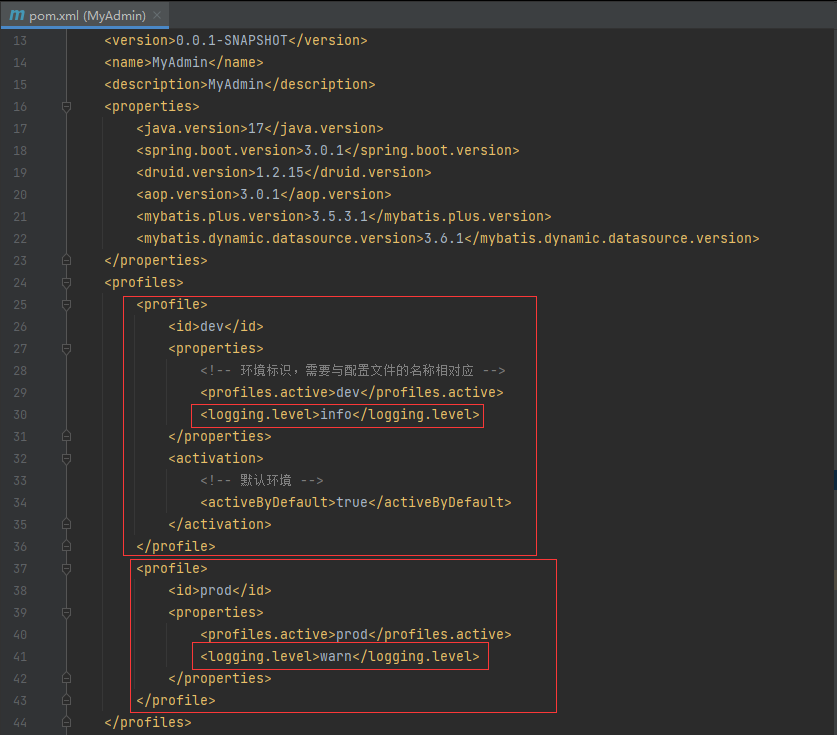 m pom.xml (MyAdmin) ×
13 <version>0.0.1-SNAPSHOT</version>
14 <name>MyAdmin</name>
15 <description>MyAdmin</description>
16 <properties>
17 <java.version>17</java.version>
18 <spring.boot.version>3.0.1</spring.boot.version>
19 <druid.version>1.2.15</druid.version>
20 <aop.version>3.0.1</aop.version>
21 <mybatis.plus.version>3.5.3.1</mybatis.plus.version>
22 <mybatis.dynamic.datasource.version>3.6.1</mybatis.dynamic.datasource.version>
23 </properties>
24 <profiles>
25 <profile>
26 <id>dev</id>
27 <properties>
28 <!-- 环境标识，需要与配置文件的名称相对应 -->
29 <profiles.active>dev</profiles.active>
30 <logging.level>info</logging.level>
31 </properties>
32 <activation>
33 <!-- 默认环境 -->
34 <activeByDefault>true</activeByDefault>
35 </activation>
36 </profile>
37 <profile>
38 <id>prod</id>
39 <properties>
40 <profiles.active>prod</profiles.active>
41 <logging.level>warn</logging.level>
42 </properties>
43 </profile>
44 </profiles>